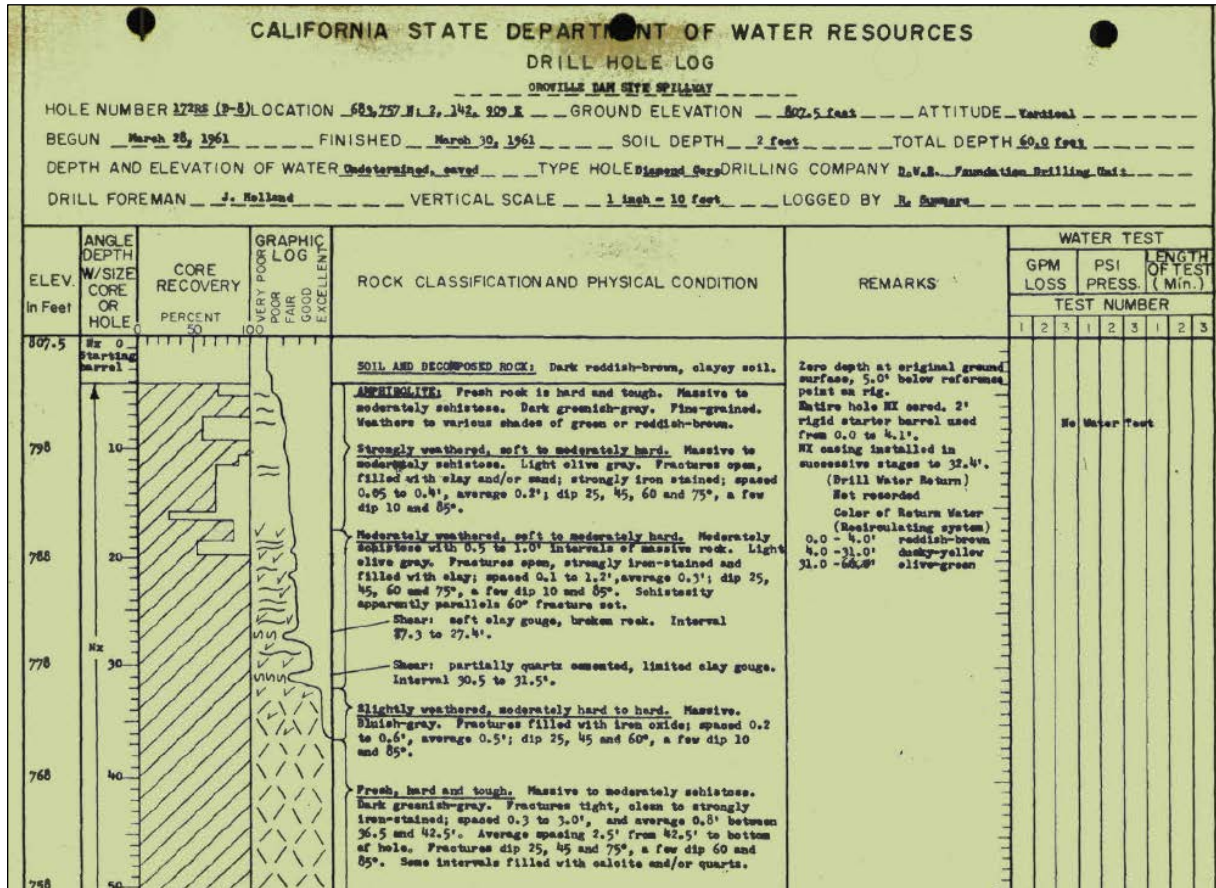 CALIFORNIA STATE DEPARTMENT OF WATER RESOURCES
DRILL HOLE LOG
OROVILLE DAM SITE SPILLWAY
HOLE NUMBER 172RS (D-8) LOCATION 683,757 N; 2, 142, 909 E GROUND ELEVATION 807.5 feet ATTITUDE Vertical
BEGUN March 28, 1961 FINISHED March 30, 1961 SOIL DEPTH 2 feet TOTAL DEPTH 60.0 feet
DEPTH AND ELEVATION OF WATER Undetermined, caved TYPE HOLE Diamond Core DRILLING COMPANY D.W.R. Foundation Drilling Unit
DRILL FOREMAN J. Holland VERTICAL SCALE 1 inch = 10 feet LOGGED BY R.
ELEV. In Feet
ANGLE DEPTH W/SIZE CORE OR HOLE
CORE RECOVERY
PERCENT
0 50 100
GRAPHIC LOG
VERY POOR
POOR
FAIR
GOOD
EXCELLENT
ROCK CLASSIFICATION AND PHYSICAL CONDITION
REMARKS
WATER TEST
GPM LOSS
PSI PRESS.
LENGTH OF TEST (Min.)
TEST NUMBER
1 2 3 1 2 3 1 2 3
807.5
Nx 0
Starting
barrel
798
10
788
20
Nx
778
30
768
40
758
50
SOIL AND DECOMPOSED ROCK: Dark reddish-brown, clayey soil.
AMPHIBOLITE: Fresh rock is hard and tough. Massive to
moderately schistose. Dark greenish-gray. Fine-grained.
Weathers to various shades of green or reddish-brown.
Strongly weathered, soft to moderately hard. Massive to
moderately schistose. Light olive gray. Fractures open,
filled with clay and/or sand; strongly iron stained; spaced
0.05 to 0.4', average 0.2'; dip 25, 45, 60 and 75°, a few
dip 10 and 85°.
Moderately weathered, soft to moderately hard. Moderately
schistose with 0.5 to 1.0' intervals of massive rock. Light
olive gray. Fractures open, strongly iron-stained and
filled with clay; spaced 0.1 to 1.2', average 0.3'; dip 25,
45, 60 and 75°, a few dip 10 and 85°. Schistosity
apparently parallels 60° fracture set.
Shear: soft clay gouge, broken rock. Interval
27.3 to 27.4'.
Shear: partially quartz cemented, limited clay gouge.
Interval 30.5 to 31.5'.
Slightly weathered, moderately hard to hard. Massive.
Bluish-gray. Fractures filled with iron oxide; spaced 0.2
to 0.6', average 0.5'; dip 25, 45 and 60°, a few dip 10
and 85°.
Fresh, hard and tough. Massive to moderately schistose.
Dark greenish-gray. Fractures tight, clean to strongly
iron-stained; spaced 0.3 to 3.0', and average 0.8' between
36.5 and 42.5'. Average spacing 2.5' from 42.5' to bottom
of hole. Fractures dip 25, 45 and 75°, a few dip 60 and
85°. Some intervals filled with calcite and/or quartz.
Zero depth at original ground
surface, 5.0' below reference
point on rig.
Entire hole NX cored. 2'
rigid starter barrel used
from 0.0 to 4.1'.
NX casing installed in
successive stages to 32.4'.
(Drill Water Return)
Not recorded
Color of Return Water
(Recirculating system)
0.0 - 4.0' reddish-brown
4.0 - 31.0' dusky-yellow
31.0 - olive-green
No Water Test